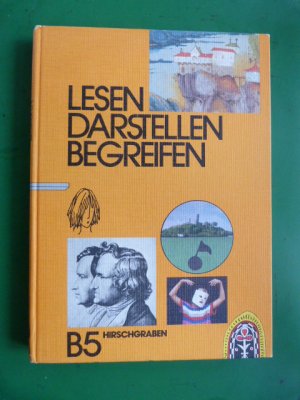 LESEN
DARSTELLEN
BEGREIFEN
B5 HIRSCHGRABEN